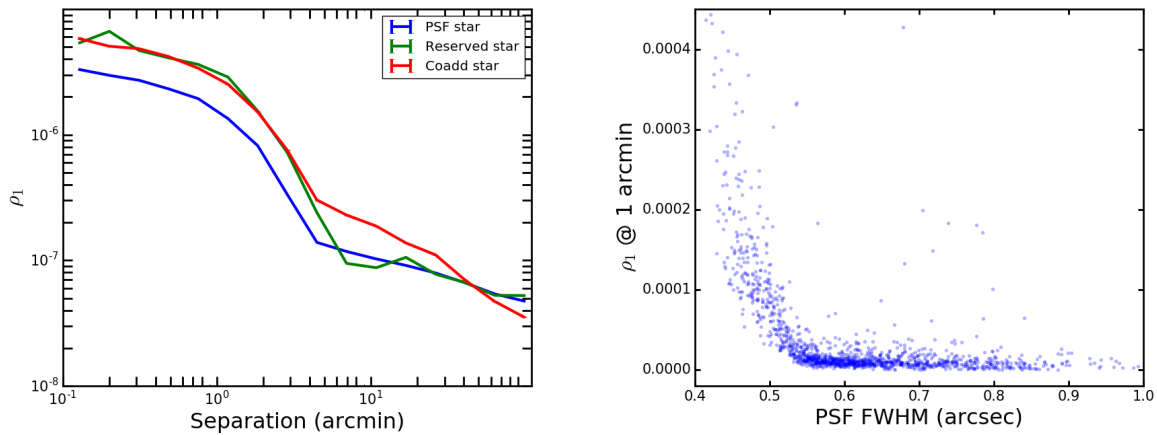 PSF star
Reserved star
Coadd star
10⁻⁶
10⁻⁷
10⁻⁸
ρ₁
10⁻¹ 10⁰ 10¹
Separation (arcmin)
0.0004
0.0003
0.0002
0.0001
0.0000
ρ₁ @ 1 arcmin
0.4 0.5 0.6 0.7 0.8 0.9 1.0
PSF FWHM (arcsec)